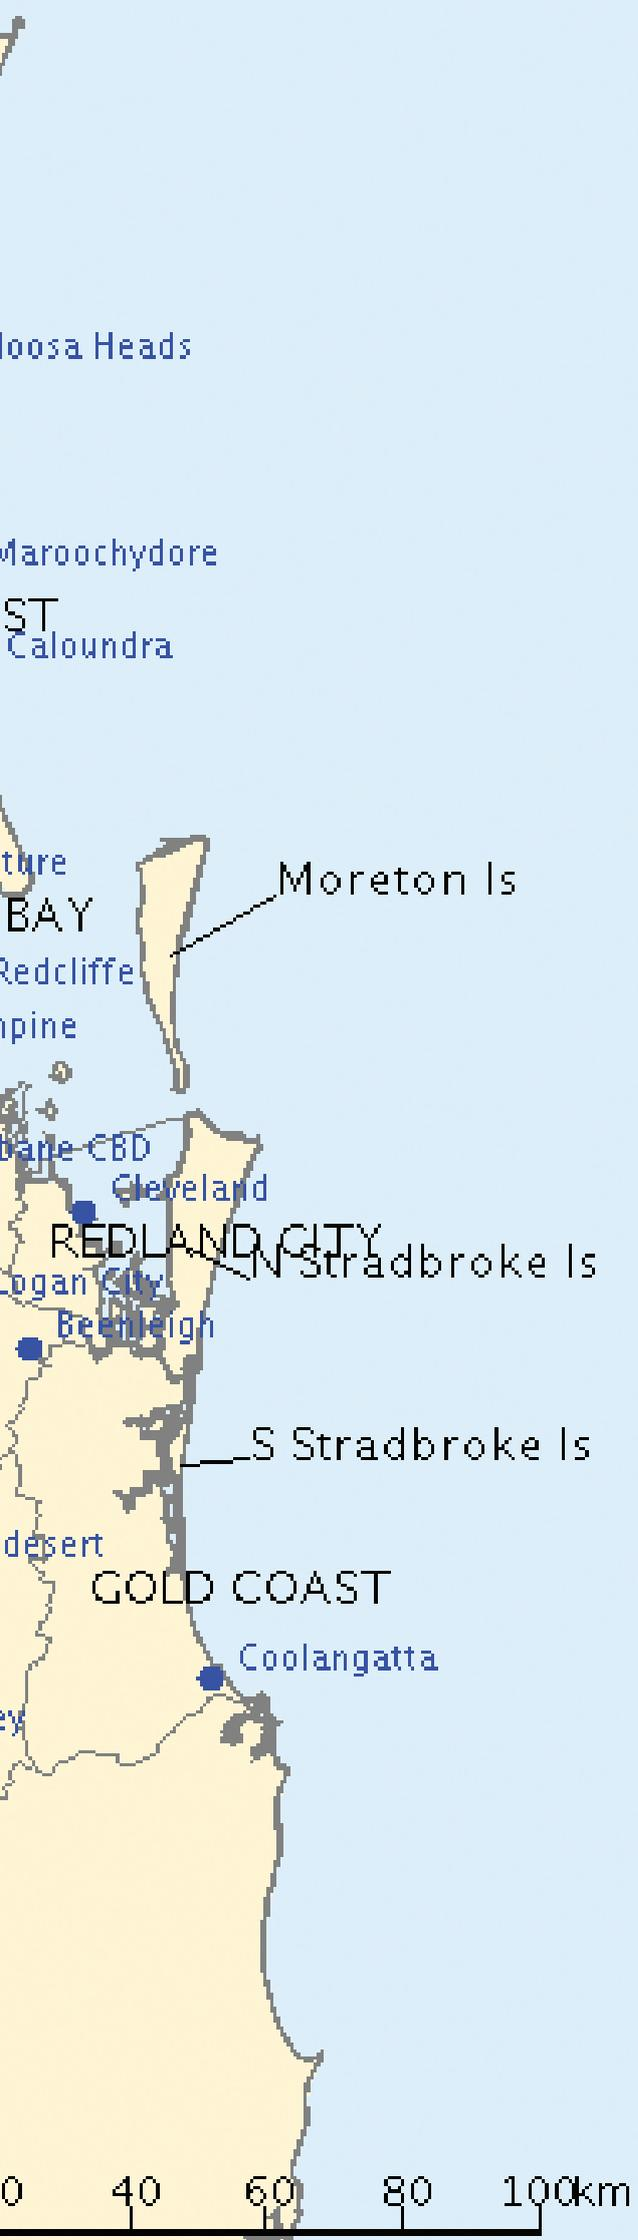 loosa Heads
Maroochydore
ST
Caloundra
ture
Moreton Is
BAY
Redcliffe
npine
bane CBD
Cleveland
REDLAND CITY
N Stradbroke Is
Logan City
Beenleigh
S Stradbroke Is
desert
GOLD COAST
Coolangatta
ey
0 40 60 80 100km